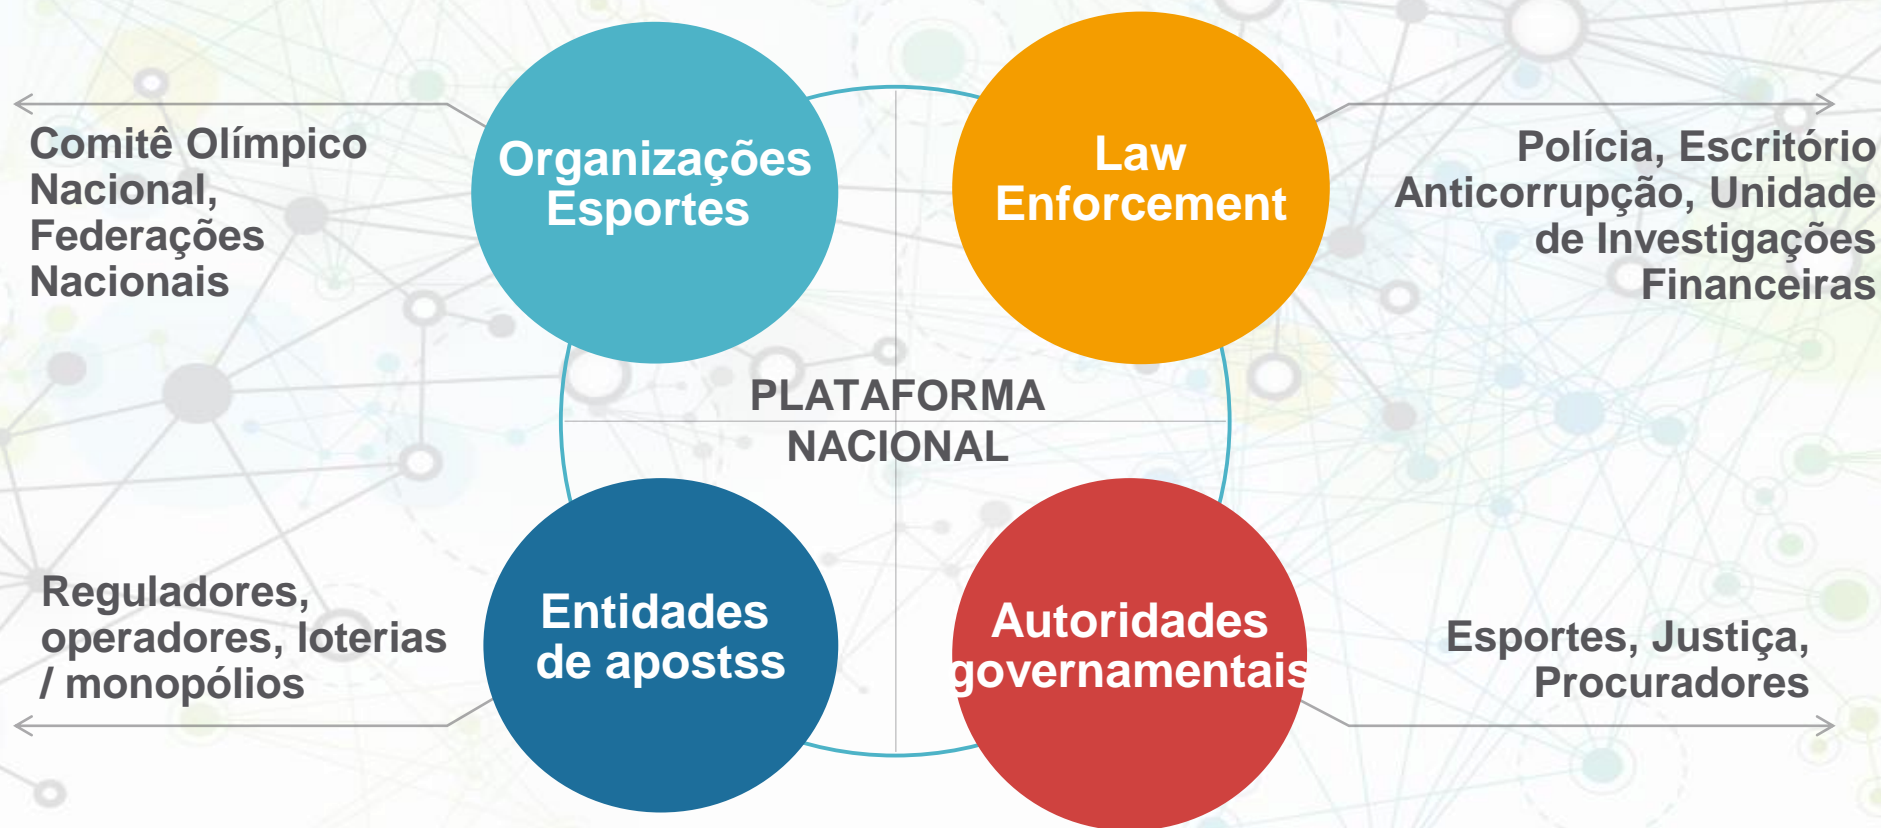 Comitê Olímpico
Nacional,
Federações
Nacionais
Organizações
Esportes
Law
Enforcement
Polícia, Escritório
Anticorrupção, Unidade
de Investigações
Financeiras
PLATAFORMA
NACIONAL
Reguladores,
operadores, loterias
/ monopólios
Entidades
de apostss
Autoridades
governamentais
Esportes, Justiça,
Procuradores